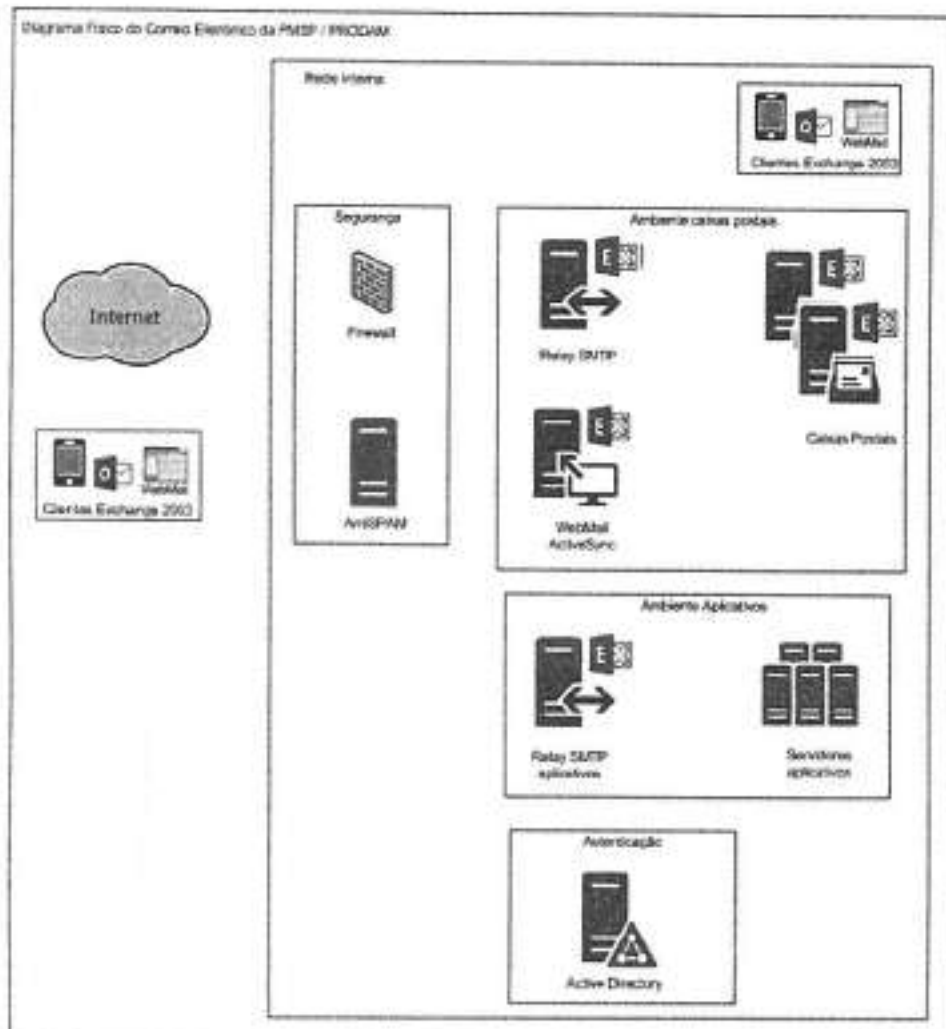 Diagrama Físico do Correio Eletrônico da PMSP / PRODAM
Rede Interna
WebMail
Clientes Exchange 2003
Segurança
Firewall
AntiSPAM
Ambiente caixas postais
Relay SMTP
Caixas Postais
WebMail
ActiveSync
Internet
WebMail
Clientes Exchange 2003
Ambiente Aplicativos
Relay SMTP
aplicativos
Servidores
aplicativos
Autenticação
Active Directory